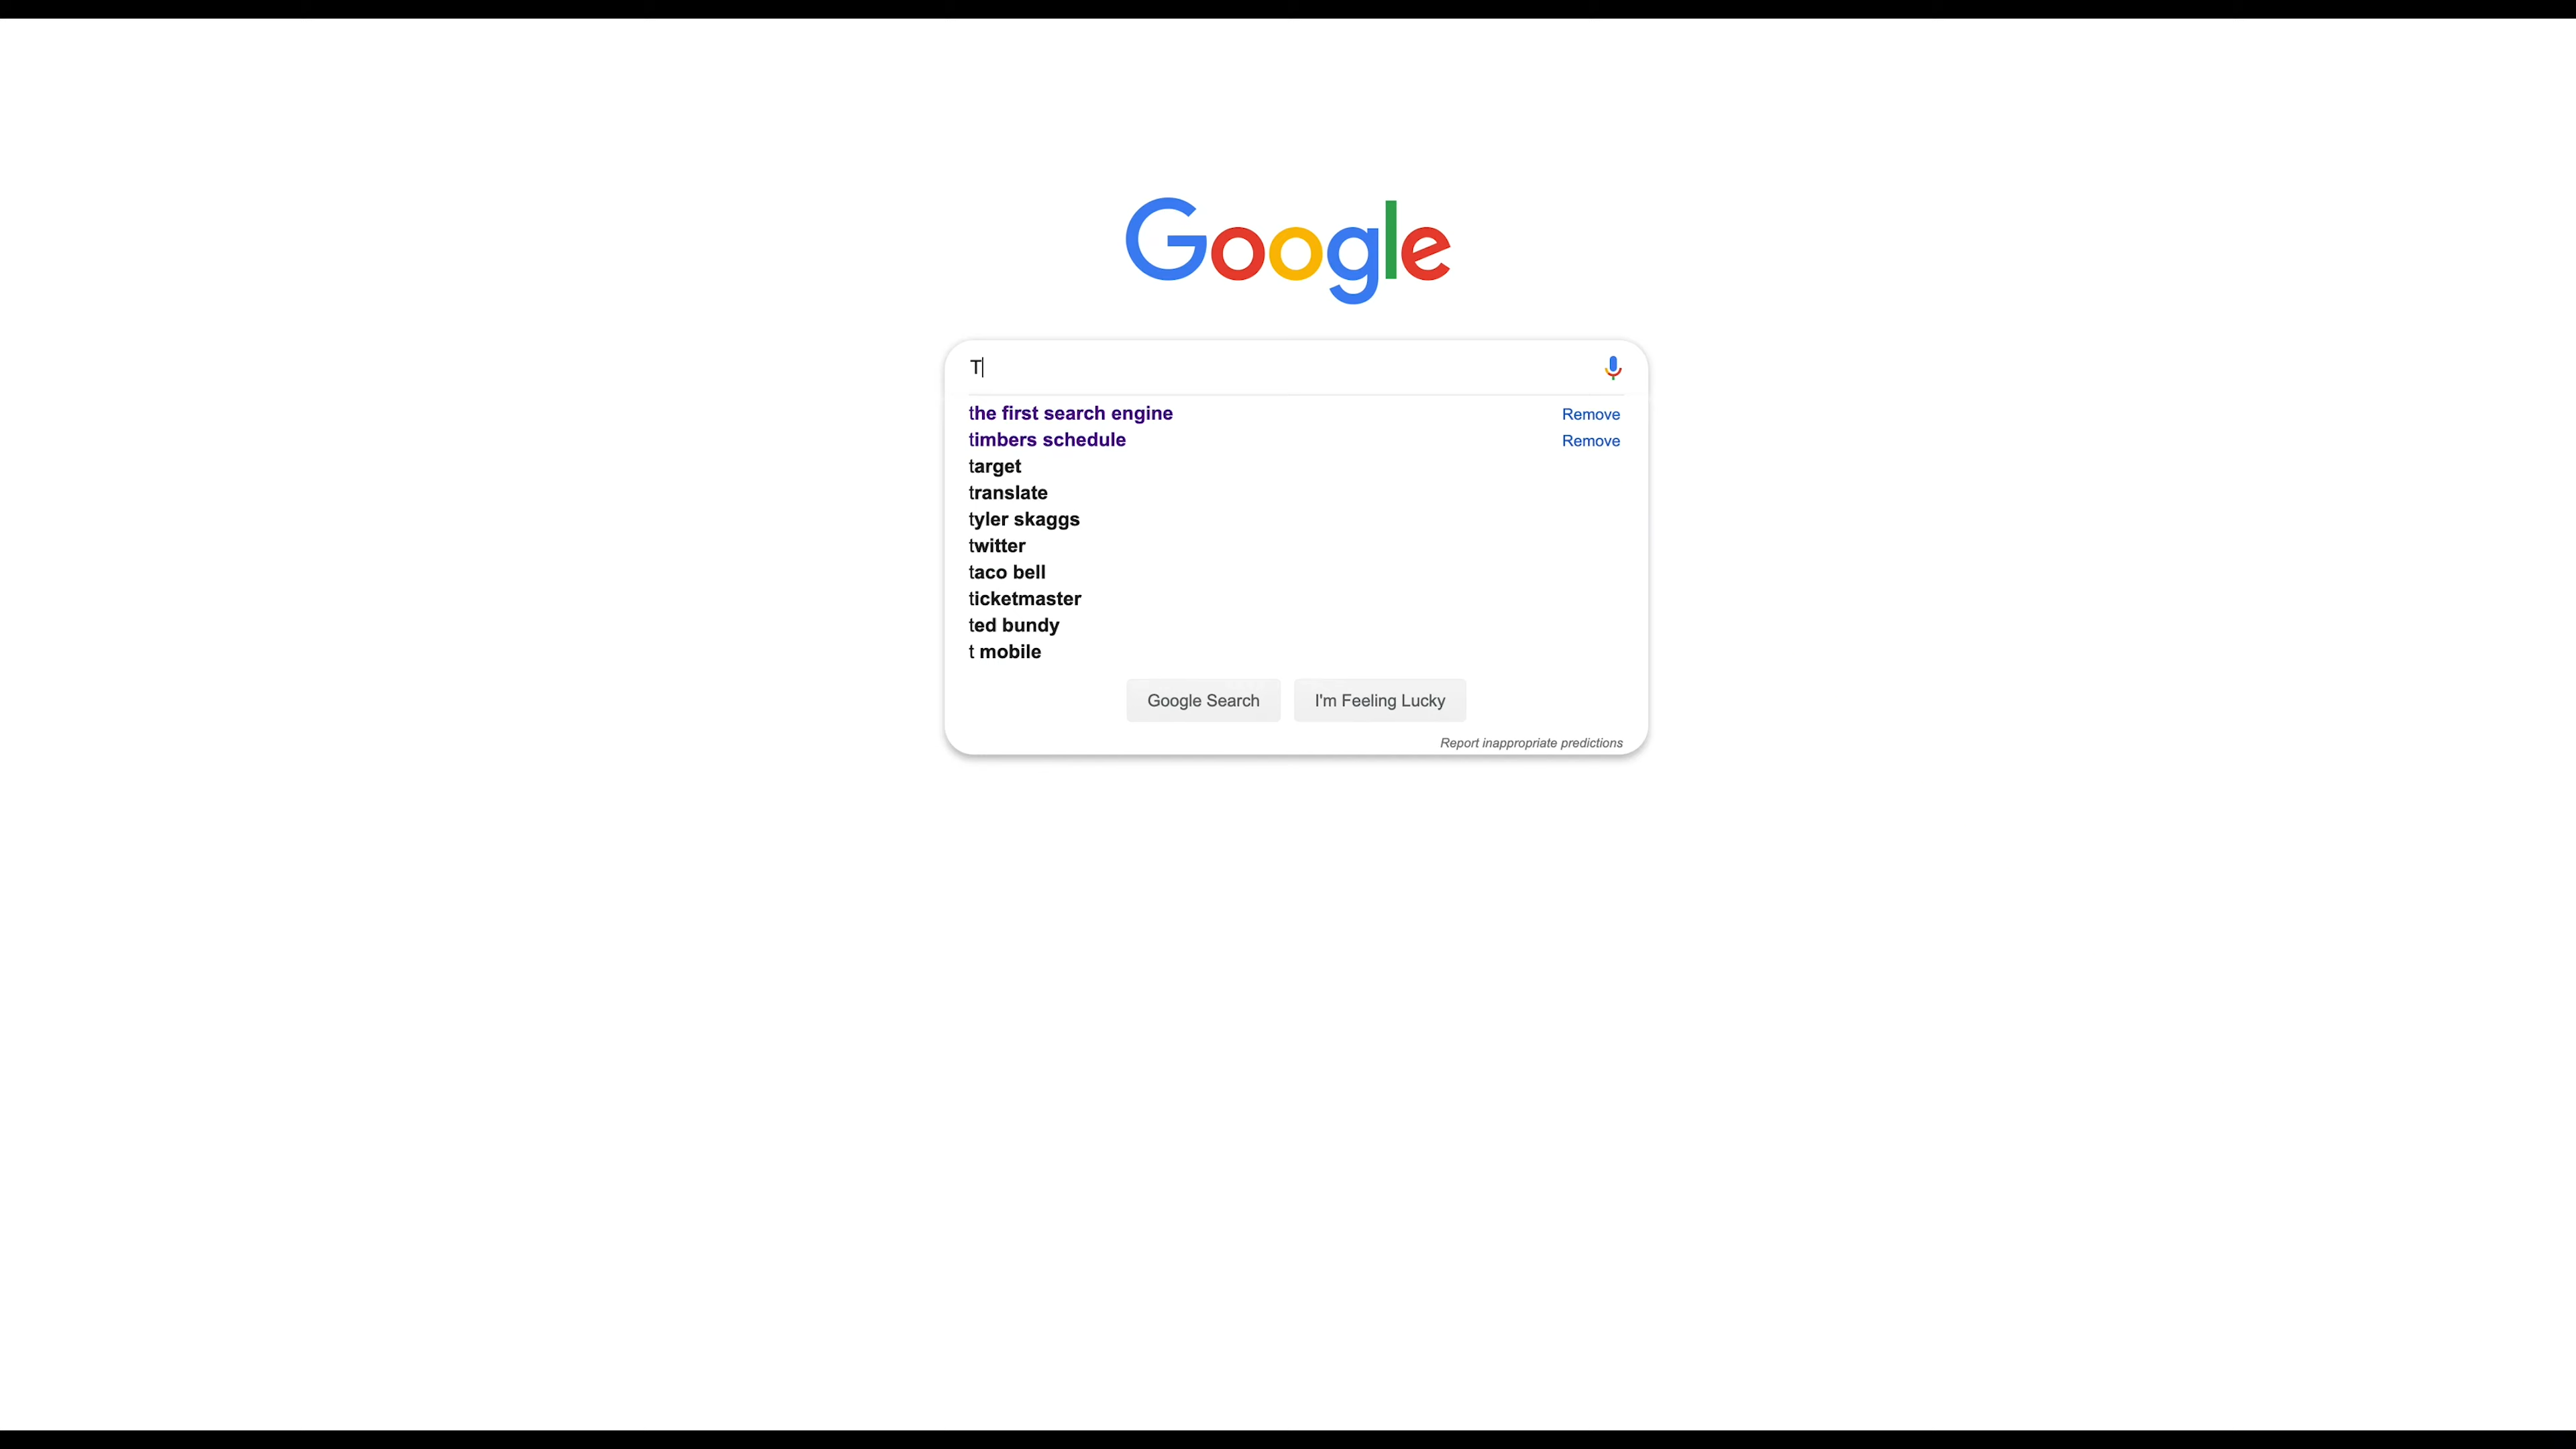 Google
T
the first search engine Remove
timbers schedule Remove
target
translate
tyler skaggs
twitter
taco bell
ticketmaster
ted bundy
t mobile
Google Search I'm Feeling Lucky
Report inappropriate predictions